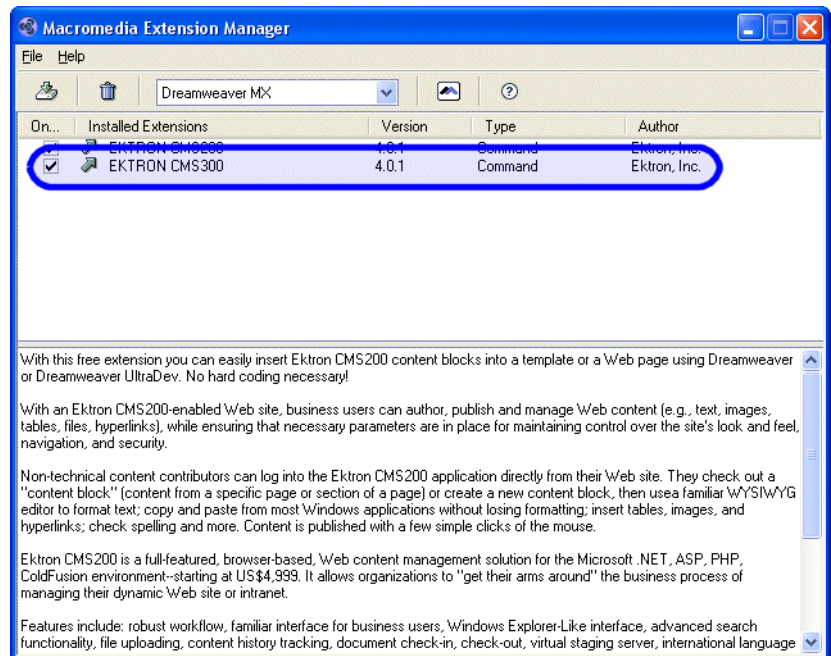 Macromedia Extension Manager
File Help
Dreamweaver MX
On... Installed Extensions Version Type Author
EKTRON CMS200 4.0.1 Command Ektron, Inc.
EKTRON CMS300 4.0.1 Command Ektron, Inc.
With this free extension you can easily insert Ektron CMS200 content blocks into a template or a Web page using Dreamweaver
or Dreamweaver UltraDev. No hard coding necessary!
With an Ektron CMS200-enabled Web site, business users can author, publish and manage Web content (e.g., text, images,
tables, files, hyperlinks), while ensuring that necessary parameters are in place for maintaining control over the site's look and feel,
navigation, and security.
Non-technical content contributors can log into the Ektron CMS200 application directly from their Web site. They check out a
"content block" (content from a specific page or section of a page) or create a new content block, then usea familiar WYSIWYG
editor to format text; copy and paste from most Windows applications without losing formatting; insert tables, images, and
hyperlinks; check spelling and more. Content is published with a few simple clicks of the mouse.
Ektron CMS200 is a full-featured, browser-based, Web content management solution for the Microsoft .NET, ASP, PHP,
ColdFusion environment--starting at US$4,999. It allows organizations to "get their arms around" the business process of
managing their dynamic Web site or intranet.
Features include: robust workflow, familiar interface for business users, Windows Explorer-Like interface, advanced search
functionality, file uploading, content history tracking, document check-in, check-out, virtual staging server, international language